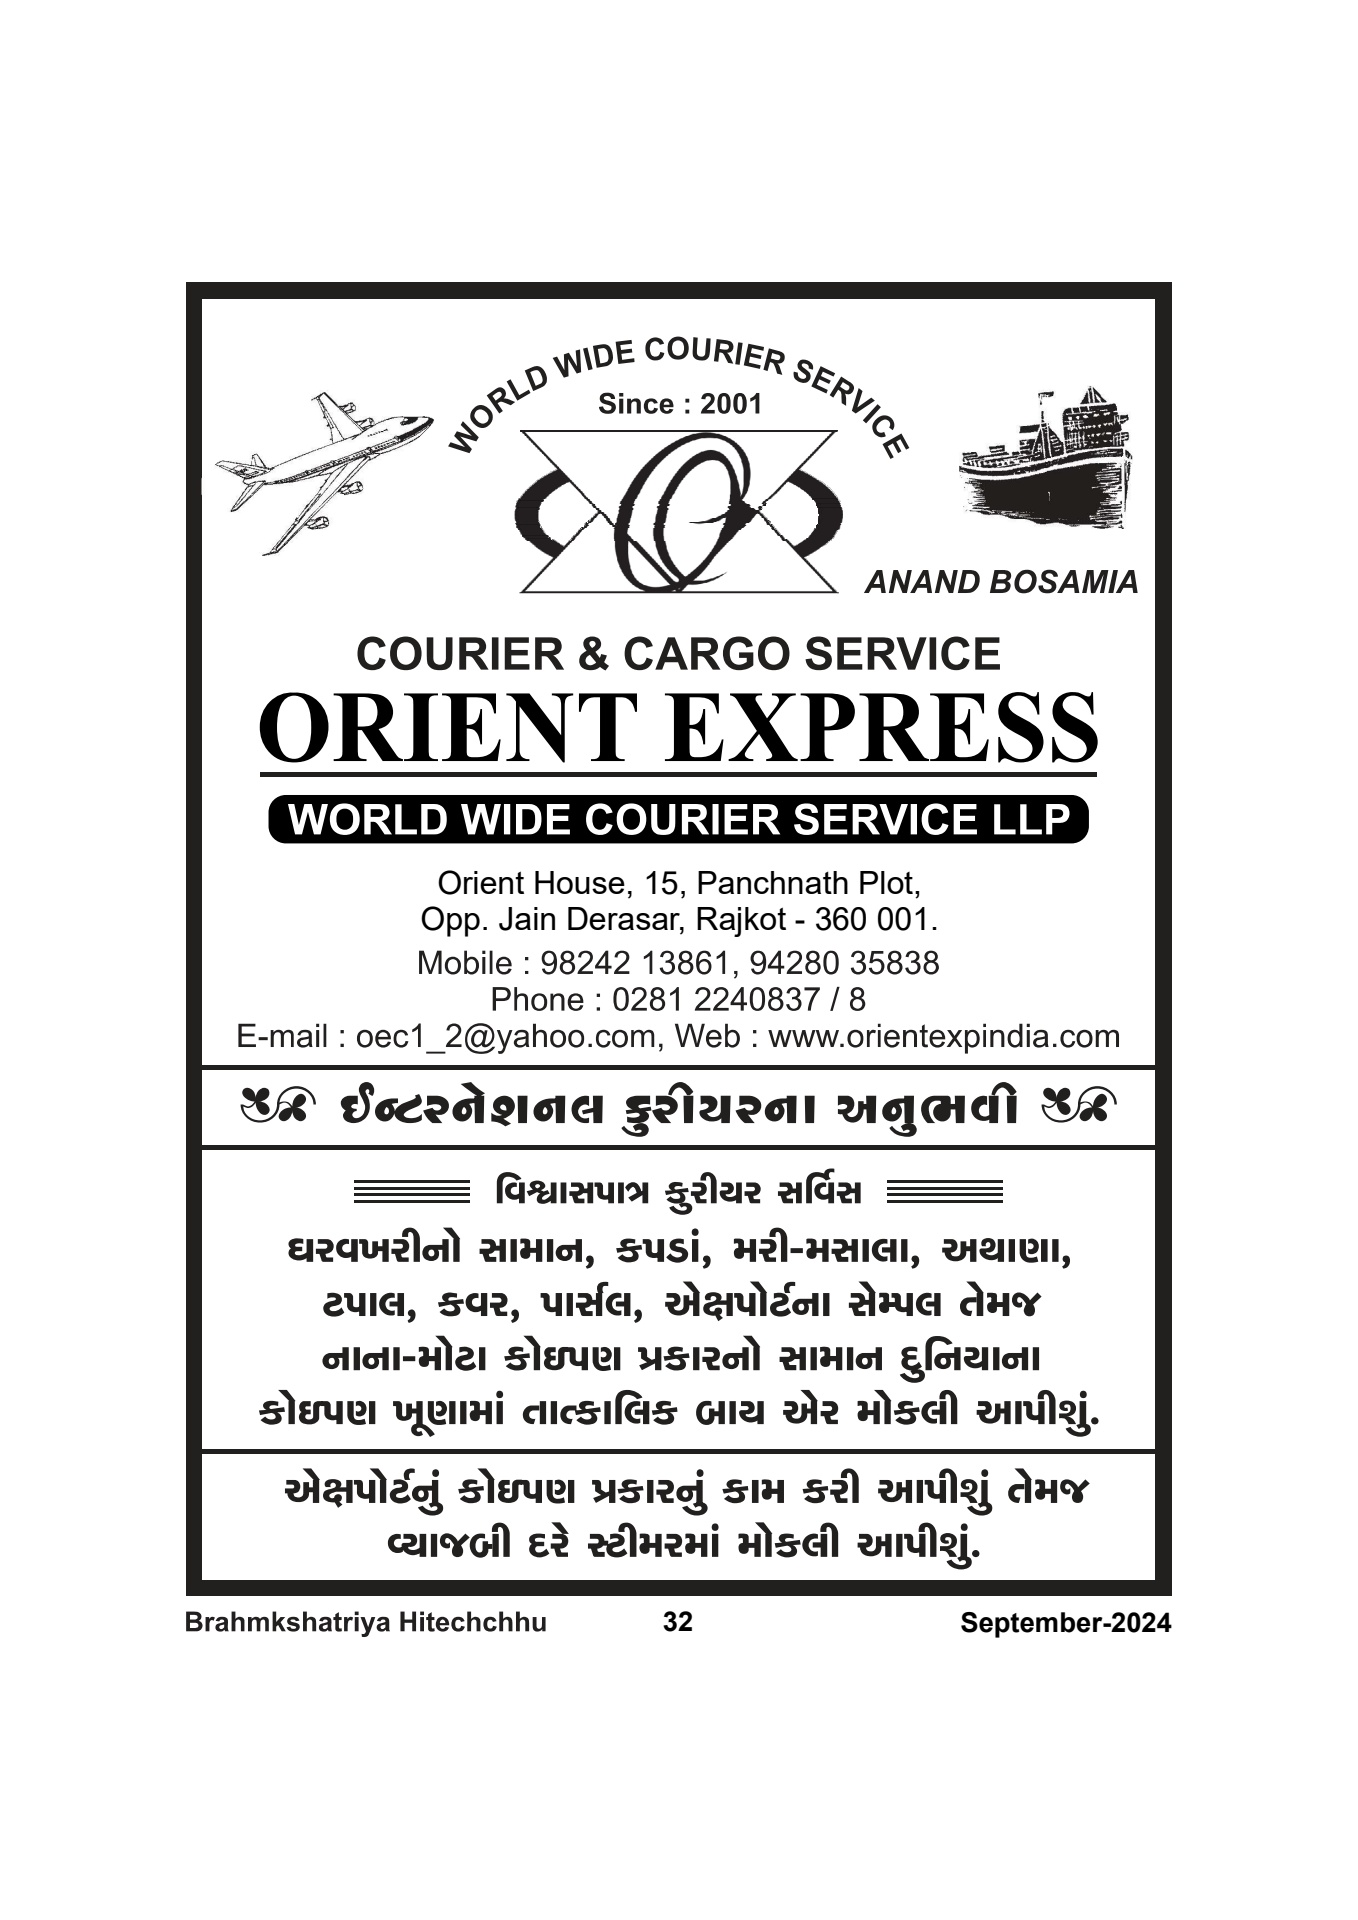 WORLD WIDE COURIER SERVICE
Since : 2001
ANAND BOSAMIA
COURIER & CARGO SERVICE
ORIENT EXPRESS
WORLD WIDE COURIER SERVICE LLP
Orient House, 15, Panchnath Plot,
Opp. Jain Derasar, Rajkot - 360 001.
Mobile : 98242 13861, 94280 35838
Phone : 0281 2240837 / 8
E-mail : oec1_2@yahoo.com, Web : www.orientexpindia.com
ઈન્ટરનેશનલ કુરીયરના અનુભવી
વિશ્વાસપાત્ર કુરીયર સર્વિસ
ઘરવખરીનો સામાન, કપડાં, મરી-મસાલા, અથાણા,
ટપાલ, કવર, પાર્સલ, એક્ષપોર્ટના સેમ્પલ તેમજ
નાના-મોટા કોઇપણ પ્રકારનો સામાન દુનિયાના
કોઇપણ ખૂણામાં તાત્કાલિક બાય એર મોકલી આપીશું.
એક્ષપોર્ટનું કોઇપણ પ્રકારનું કામ કરી આપીશું તેમજ
વ્યાજબી દરે સ્ટીમરમાં મોકલી આપીશું.
Brahmkshatriya Hitechchhu 32 September-2024